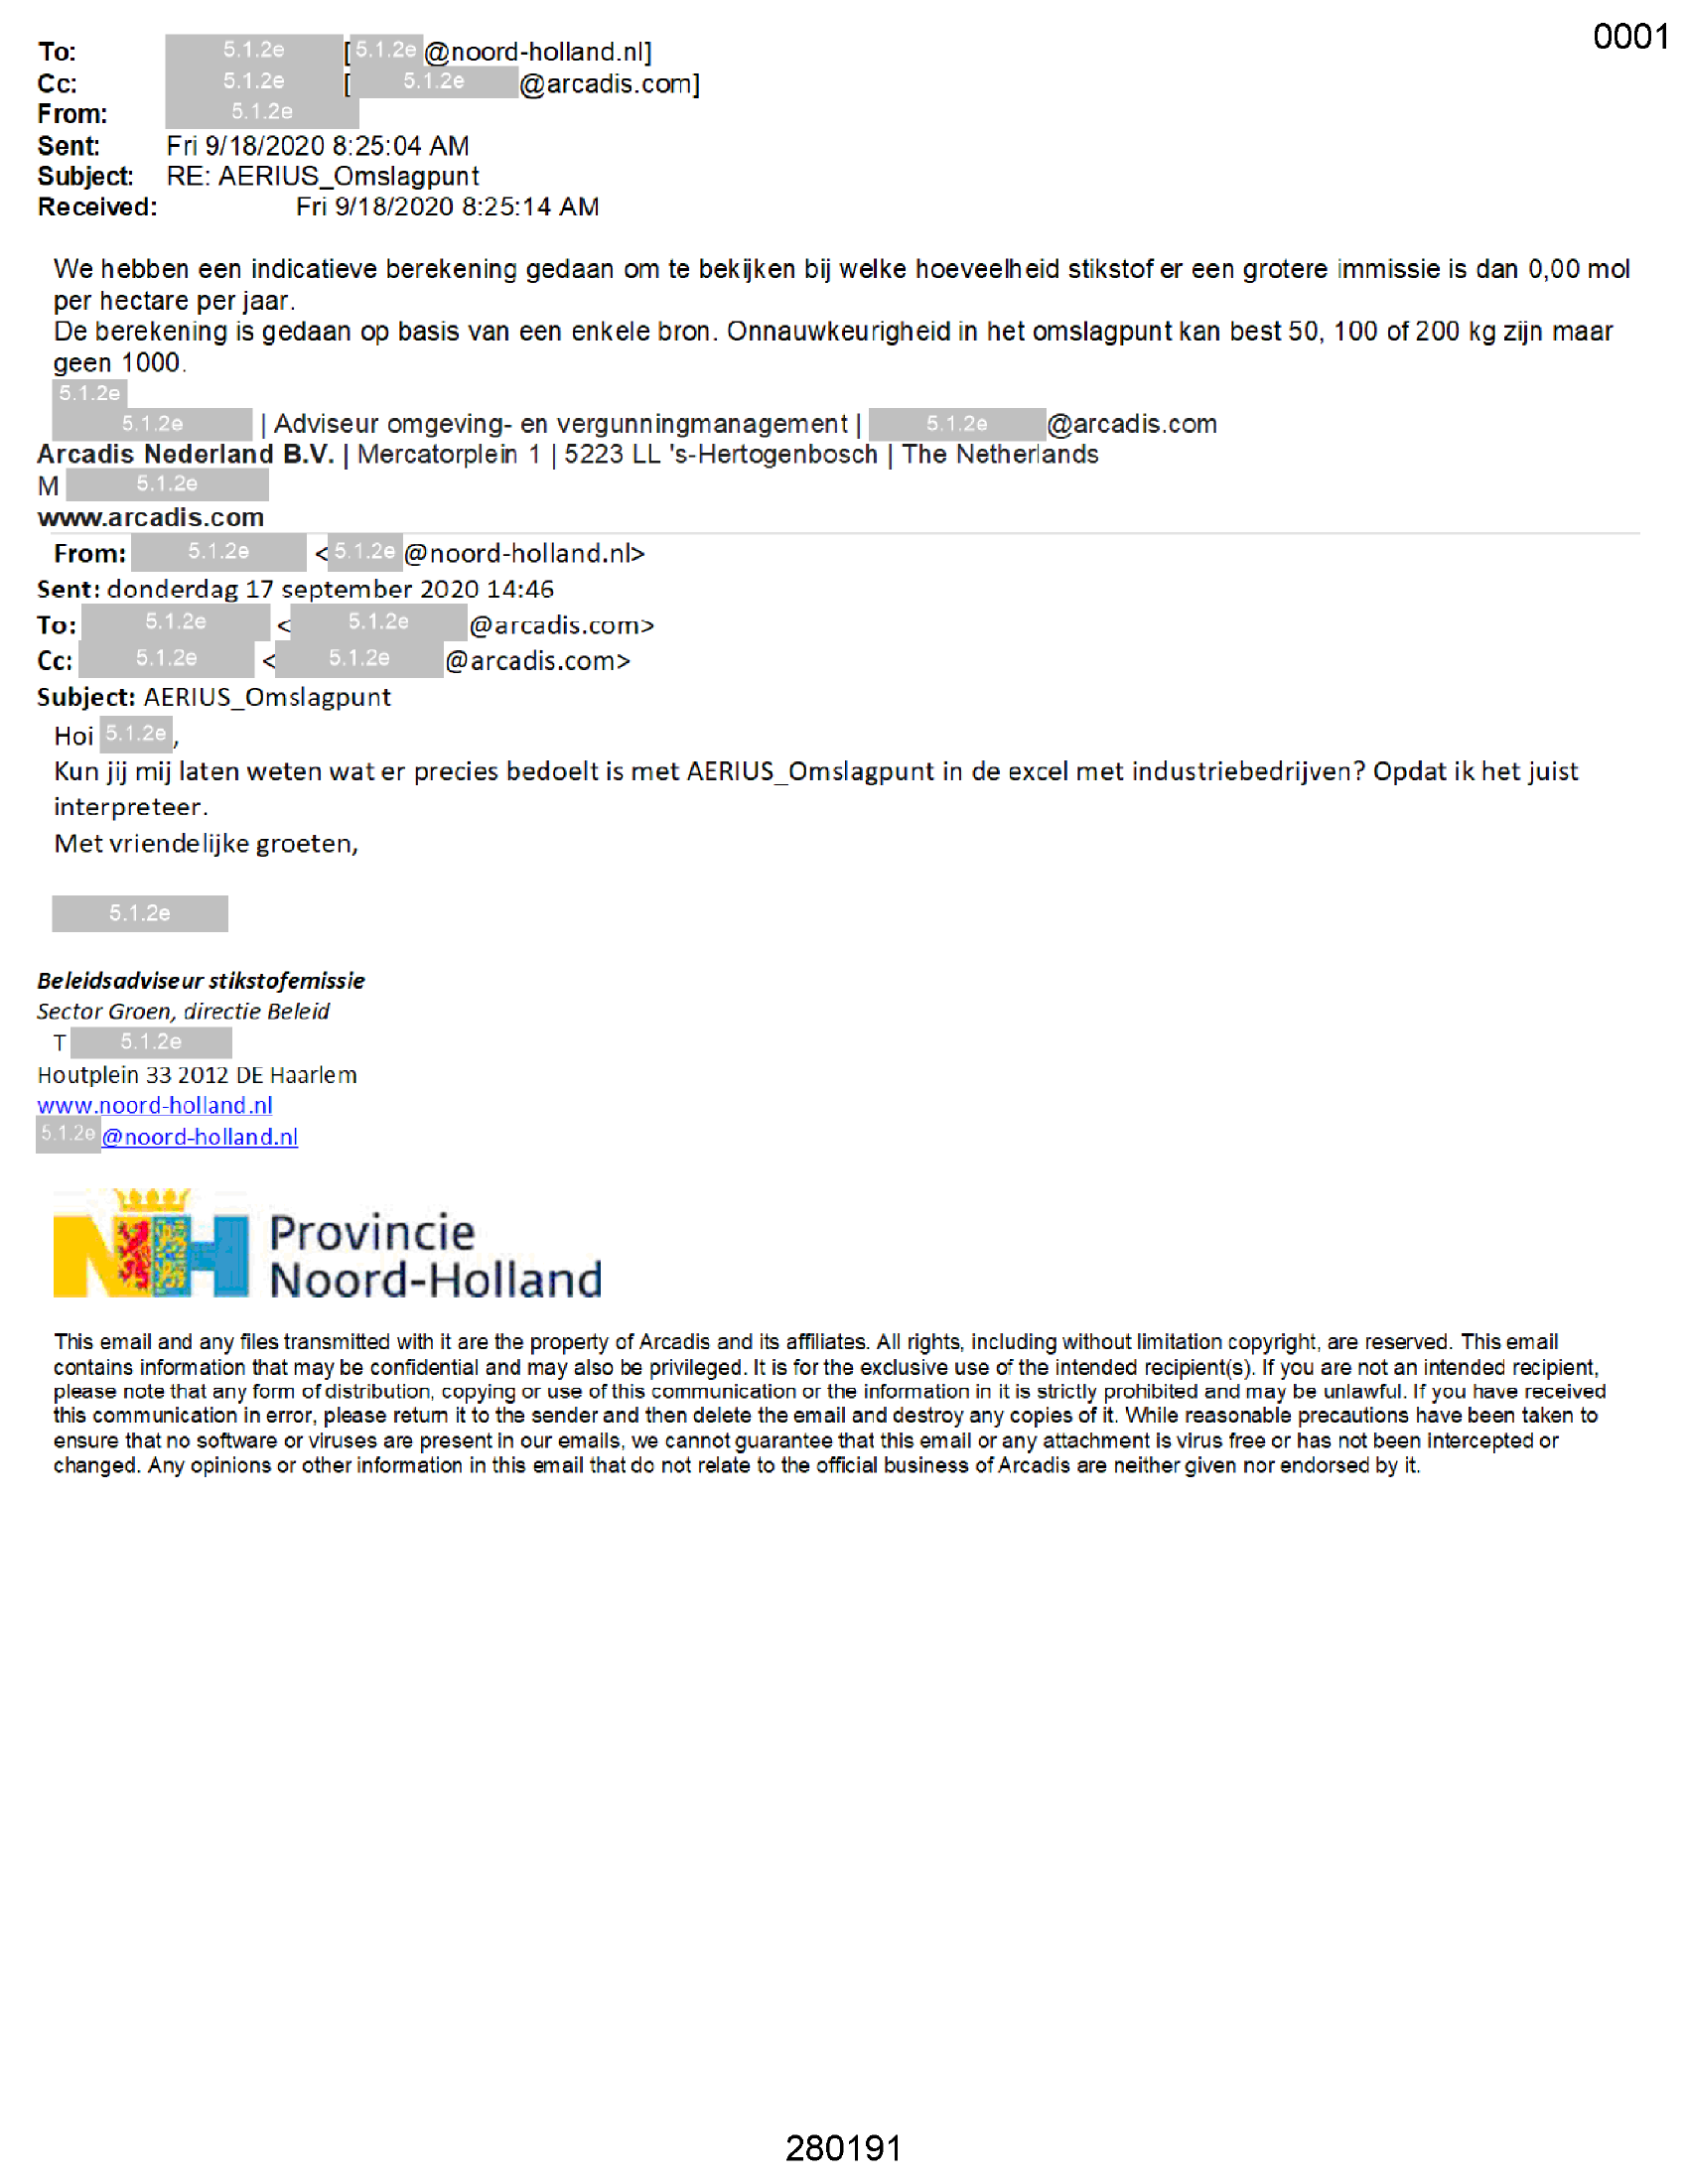 0001
To: 5.1.2e [ 5.1.2e @noord-holland.nl]
Cc: 5.1.2e [ 5.1.2e @arcadis.com]
From: 5.1.2e
Sent: Fri 9/18/2020 8:25:04 AM
Subject: RE: AERIUS_Omslagpunt
Received: Fri 9/18/2020 8:25:14 AM
We hebben een indicatieve berekening gedaan om te bekijken bij welke hoeveelheid stikstof er een grotere immissie is dan 0,00 mol
per hectare per jaar.
De berekening is gedaan op basis van een enkele bron. Onnauwkeurigheid in het omslagpunt kan best 50, 100 of 200 kg zijn maar
geen 1000.
5.1.2e
5.1.2e | Adviseur omgeving- en vergunningmanagement | 5.1.2e @arcadis.com
Arcadis Nederland B.V. | Mercatorplein 1 | 5223 LL 's-Hertogenbosch | The Netherlands
M 5.1.2e
www.arcadis.com
From: 5.1.2e < 5.1.2e @noord-holland.nl>
Sent: donderdag 17 september 2020 14:46
To: 5.1.2e < 5.1.2e @arcadis.com>
Cc: 5.1.2e < 5.1.2e @arcadis.com>
Subject: AERIUS_Omslagpunt
Hoi 5.1.2e ,
Kun jij mij laten weten wat er precies bedoelt is met AERIUS_Omslagpunt in de excel met industriebedrijven? Opdat ik het juist
interpreteer.
Met vriendelijke groeten,
5.1.2e
Beleidsadviseur stikstofemissie
Sector Groen, directie Beleid
T 5.1.2e
Houtplein 33 2012 DE Haarlem
www.noord-holland.nl
5.1.2e @noord-holland.nl
NH Provincie
Noord-Holland
This email and any files transmitted with it are the property of Arcadis and its affiliates. All rights, including without limitation copyright, are reserved. This email
contains information that may be confidential and may also be privileged. It is for the exclusive use of the intended recipient(s). If you are not an intended recipient,
please note that any form of distribution, copying or use of this communication or the information in it is strictly prohibited and may be unlawful. If you have received
this communication in error, please return it to the sender and then delete the email and destroy any copies of it. While reasonable precautions have been taken to
ensure that no software or viruses are present in our emails, we cannot guarantee that this email or any attachment is virus free or has not been intercepted or
changed. Any opinions or other information in this email that do not relate to the official business of Arcadis are neither given nor endorsed by it.
280191